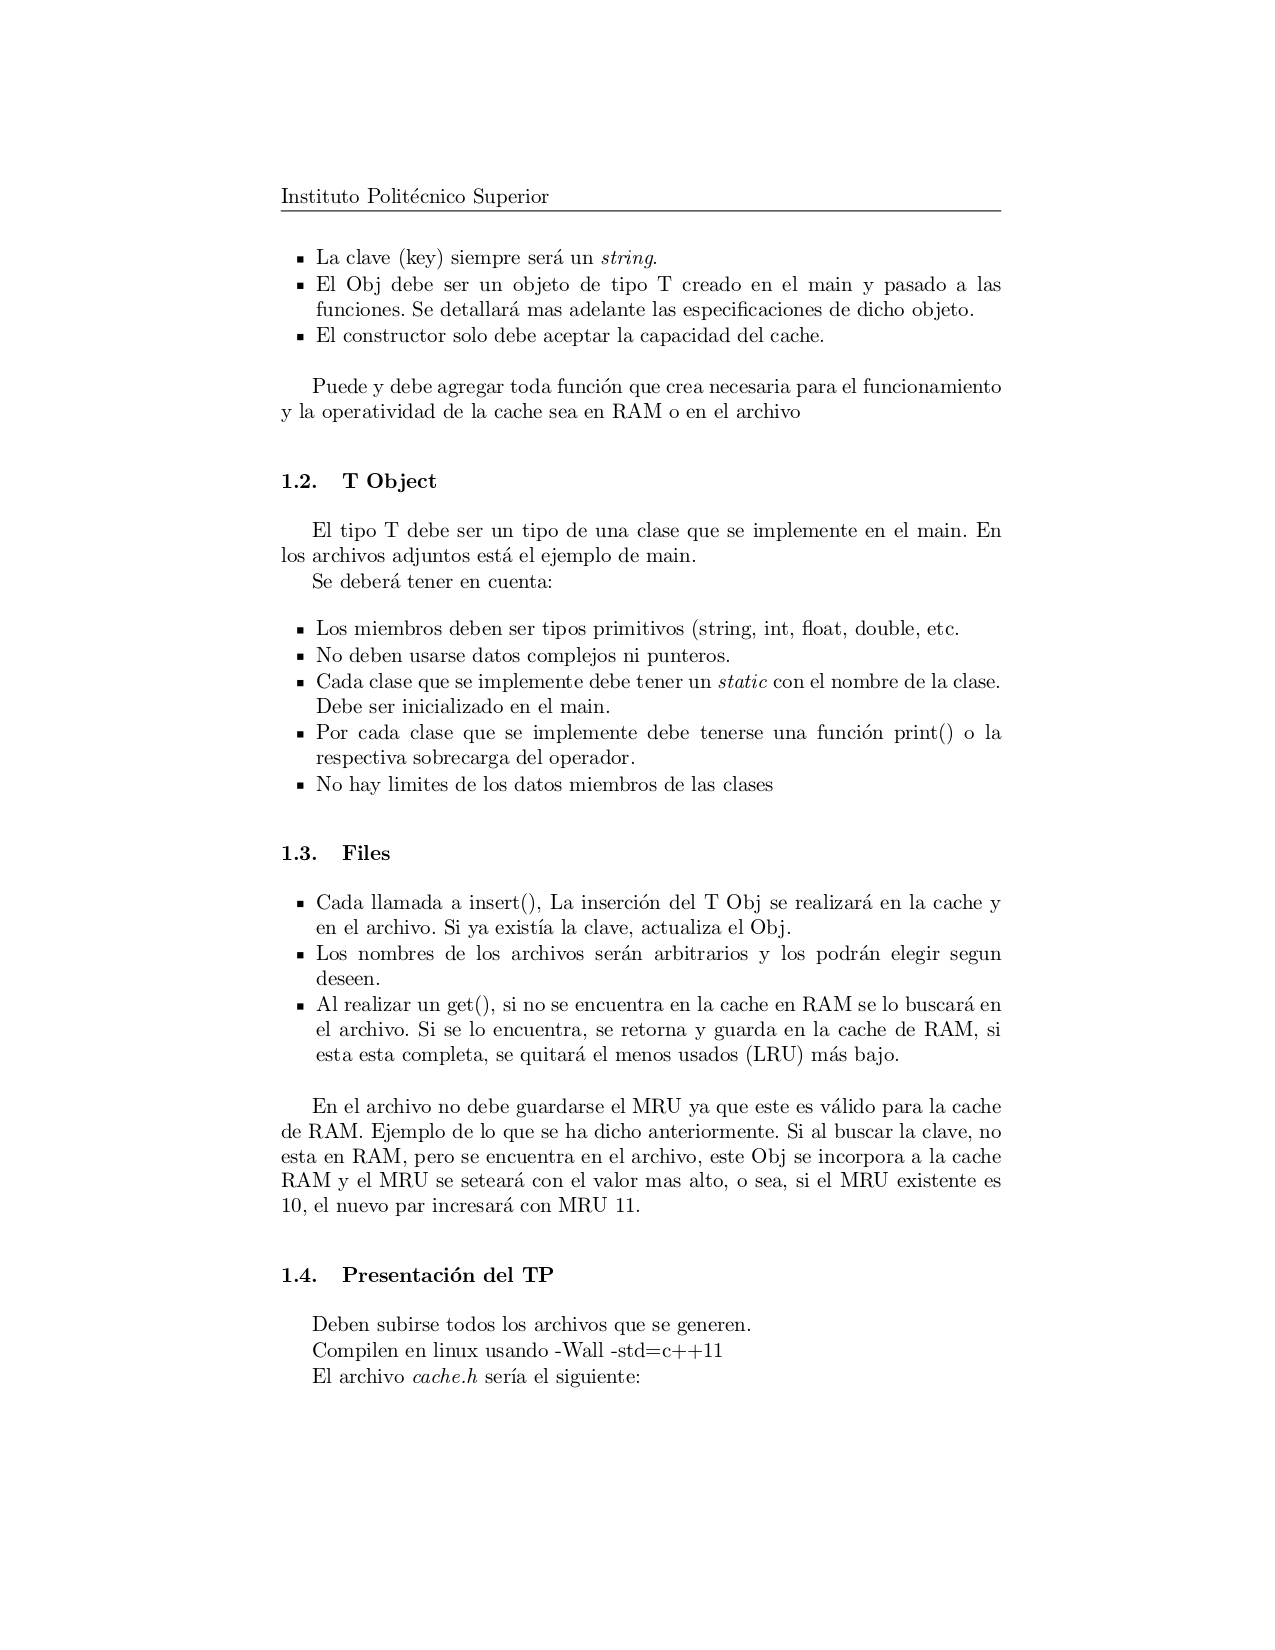 Instituto Politécnico Superior
▪ La clave (key) siempre será un string.
▪ El Obj debe ser un objeto de tipo T creado en el main y pasado a las
funciones. Se detallará mas adelante las especificaciones de dicho objeto.
▪ El constructor solo debe aceptar la capacidad del cache.
Puede y debe agregar toda función que crea necesaria para el funcionamiento
y la operatividad de la cache sea en RAM o en el archivo
1.2. T Object
El tipo T debe ser un tipo de una clase que se implemente en el main. En
los archivos adjuntos está el ejemplo de main.
Se deberá tener en cuenta:
▪ Los miembros deben ser tipos primitivos (string, int, float, double, etc.
▪ No deben usarse datos complejos ni punteros.
▪ Cada clase que se implemente debe tener un static con el nombre de la clase.
Debe ser inicializado en el main.
▪ Por cada clase que se implemente debe tenerse una función print() o la
respectiva sobrecarga del operador.
▪ No hay limites de los datos miembros de las clases
1.3. Files
▪ Cada llamada a insert(), La inserción del T Obj se realizará en la cache y
en el archivo. Si ya existía la clave, actualiza el Obj.
▪ Los nombres de los archivos serán arbitrarios y los podrán elegir segun
deseen.
▪ Al realizar un get(), si no se encuentra en la cache en RAM se lo buscará en
el archivo. Si se lo encuentra, se retorna y guarda en la cache de RAM, si
esta esta completa, se quitará el menos usados (LRU) más bajo.
En el archivo no debe guardarse el MRU ya que este es válido para la cache
de RAM. Ejemplo de lo que se ha dicho anteriormente. Si al buscar la clave, no
esta en RAM, pero se encuentra en el archivo, este Obj se incorpora a la cache
RAM y el MRU se seteará con el valor mas alto, o sea, si el MRU existente es
10, el nuevo par incresará con MRU 11.
1.4. Presentación del TP
Deben subirse todos los archivos que se generen.
Compilen en linux usando -Wall -std=c++11
El archivo cache.h sería el siguiente: